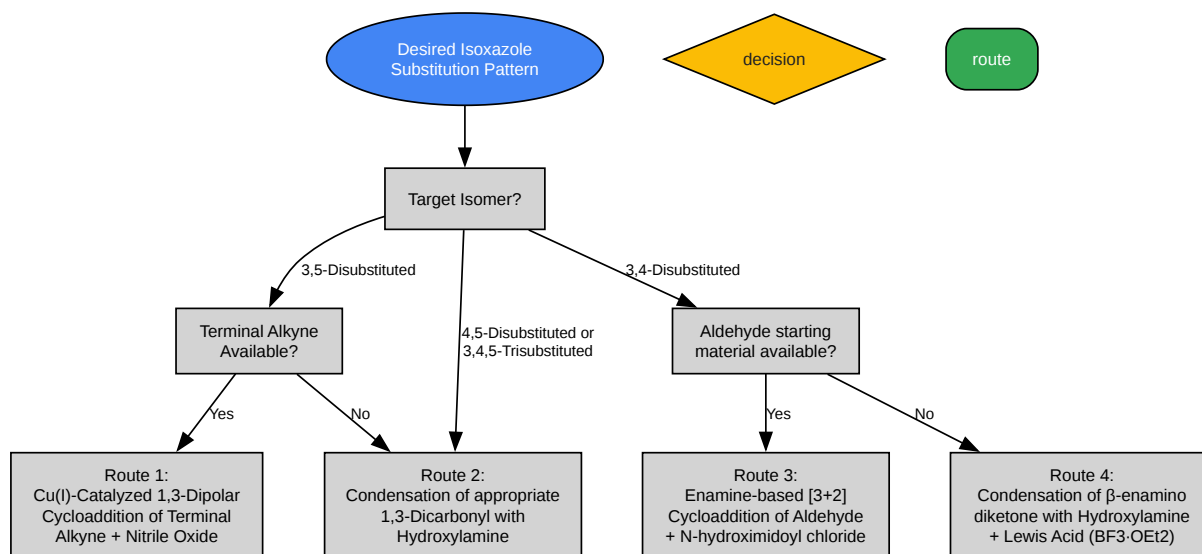 Desired Isoxazole
Substitution Pattern
decision
route
Target Isomer?
3,5-Disubstituted
3,4-Disubstituted
4,5-Disubstituted or
3,4,5-Trisubstituted
Terminal Alkyne
Available?
Aldehyde starting
material available?
Yes
No
Yes
No
Route 1:
Cu(I)-Catalyzed 1,3-Dipolar
Cycloaddition of Terminal
Alkyne + Nitrile Oxide
Route 2:
Condensation of appropriate
1,3-Dicarbonyl with
Hydroxylamine
Route 3:
Enamine-based [3+2]
Cycloaddition of Aldehyde
+ N-hydroximidoyl chloride
Route 4:
Condensation of β-enamino
diketone with Hydroxylamine
+ Lewis Acid (BF3·OEt2)